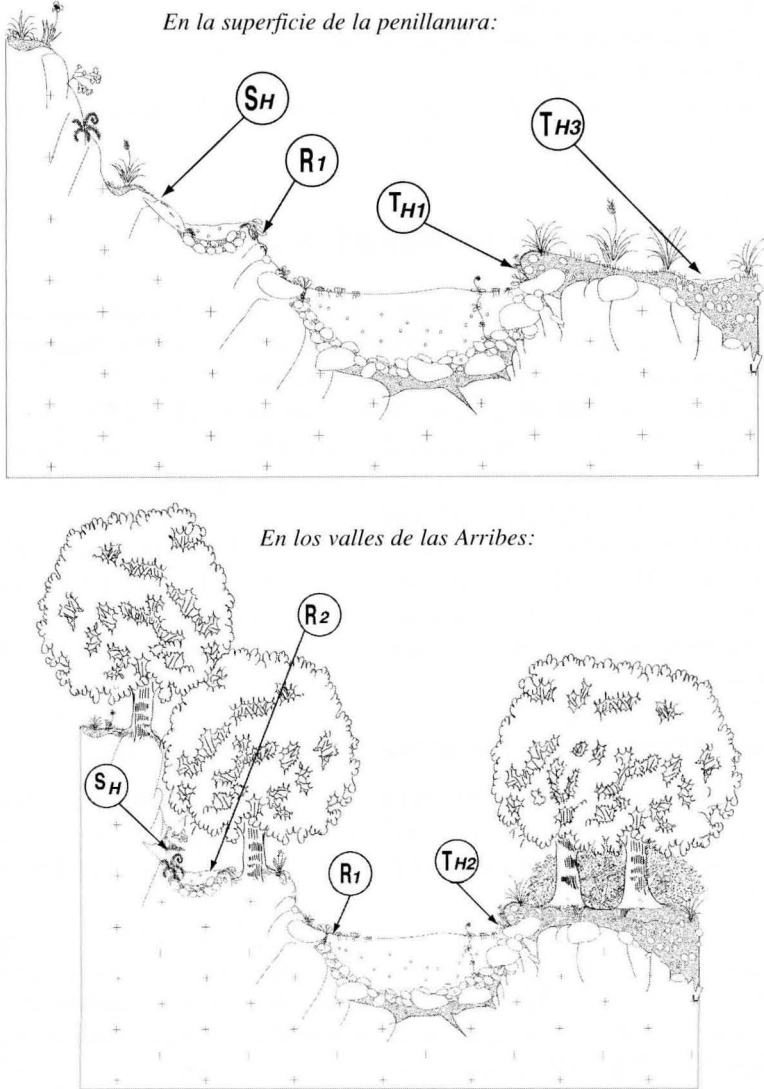 En la superficie de la penillanura:
SH
R1
TH1
TH3
En los valles de las Arribes:
R2
SH
R1
TH2